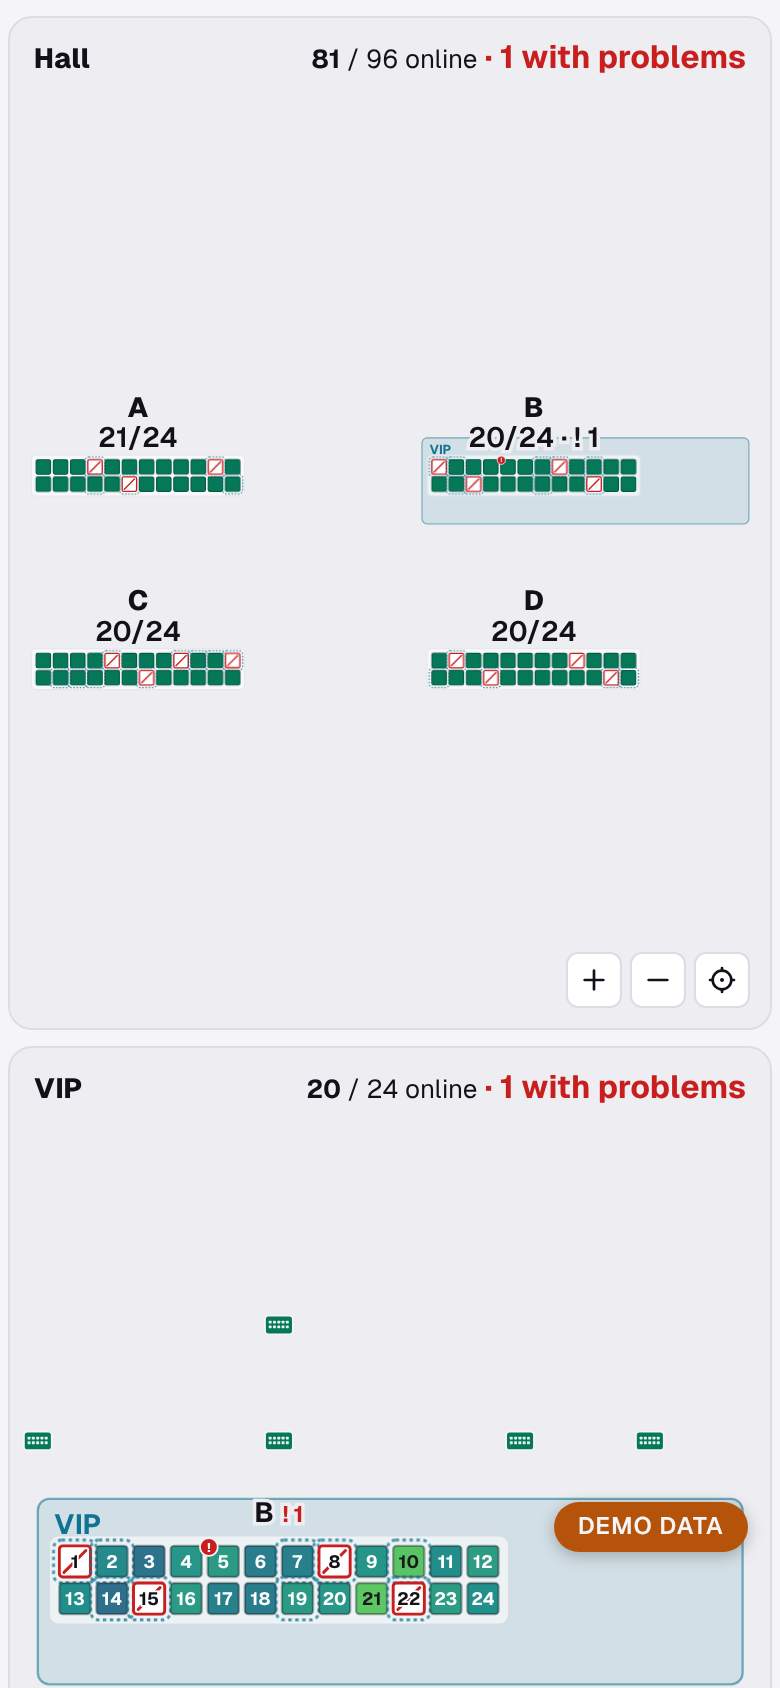 Hall 81 / 96 online · 1 with problems
A
21/24
B
20/24 · ! 1
VIP
C
20/24
D
20/24
VIP 20 / 24 online · 1 with problems
B ! 1
VIP
DEMO DATA
!
1 2 3 4 5 6 7 8 9 10 11 12
13 14 15 16 17 18 19 20 21 22 23 24